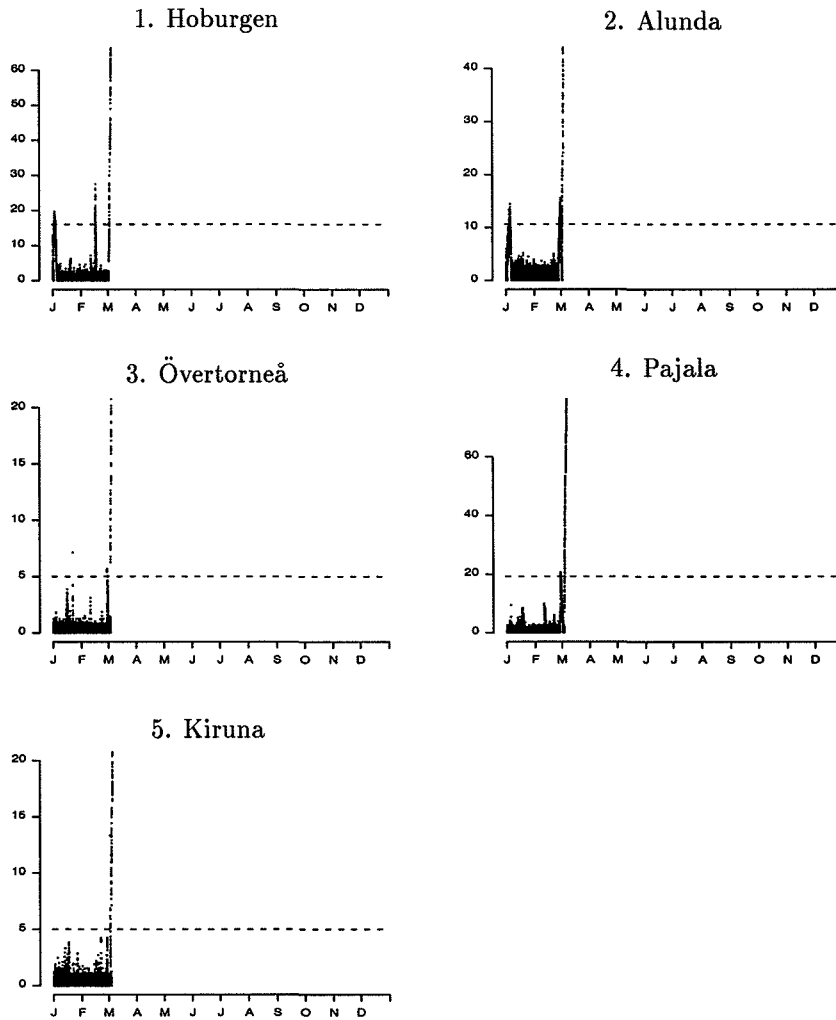 1. Hoburgen
60
50
40
30
20
10
0
J F M A M J J A S O N D
2. Alunda
40
30
20
10
0
J F M A M J J A S O N D
3. Övertorneå
20
15
10
5
0
J F M A M J J A S O N D
4. Pajala
60
40
20
0
J F M A M J J A S O N D
5. Kiruna
20
15
10
5
0
J F M A M J J A S O N D